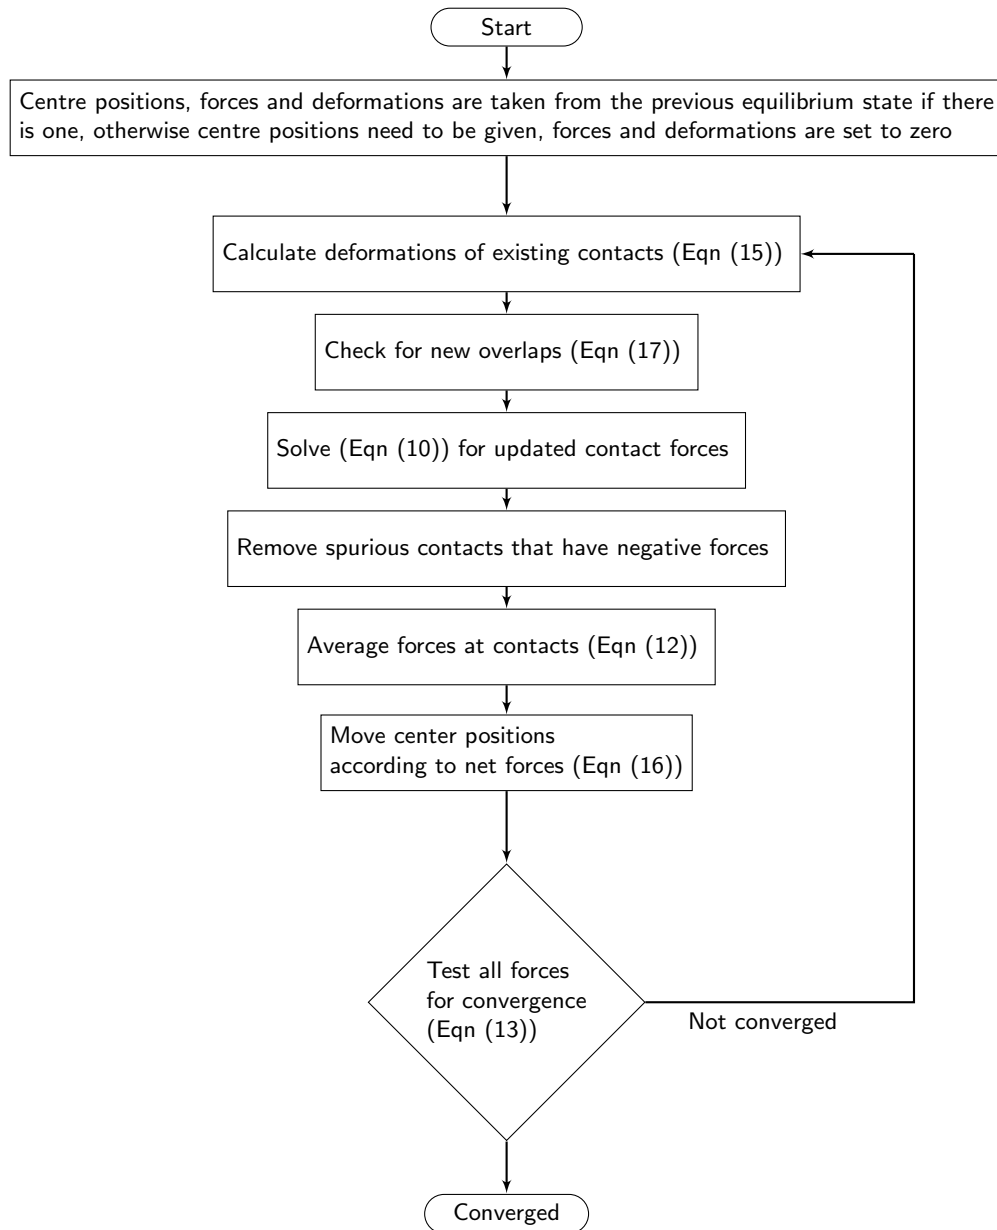 Start
Centre positions, forces and deformations are taken from the previous equilibrium state if there
is one, otherwise centre positions need to be given, forces and deformations are set to zero
Calculate deformations of existing contacts (Eqn (15))
Check for new overlaps (Eqn (17))
Solve (Eqn (10)) for updated contact forces
Remove spurious contacts that have negative forces
Average forces at contacts (Eqn (12))
Move center positions
according to net forces (Eqn (16))
Test all forces
for convergence
(Eqn (13))
Not converged
Converged